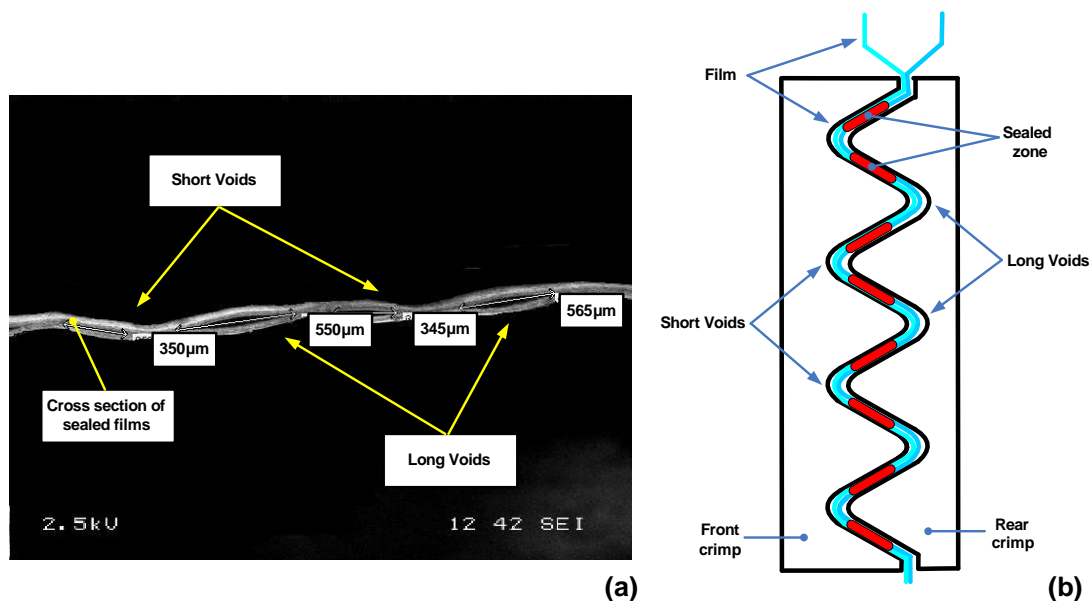 Short Voids
350µm
550µm
345µm
565µm
Cross section of
sealed films
Long Voids
2.5kU
12 42 SEI
(a)
Film
Sealed
zone
Long Voids
Short Voids
Front
crimp
Rear
crimp
(b)